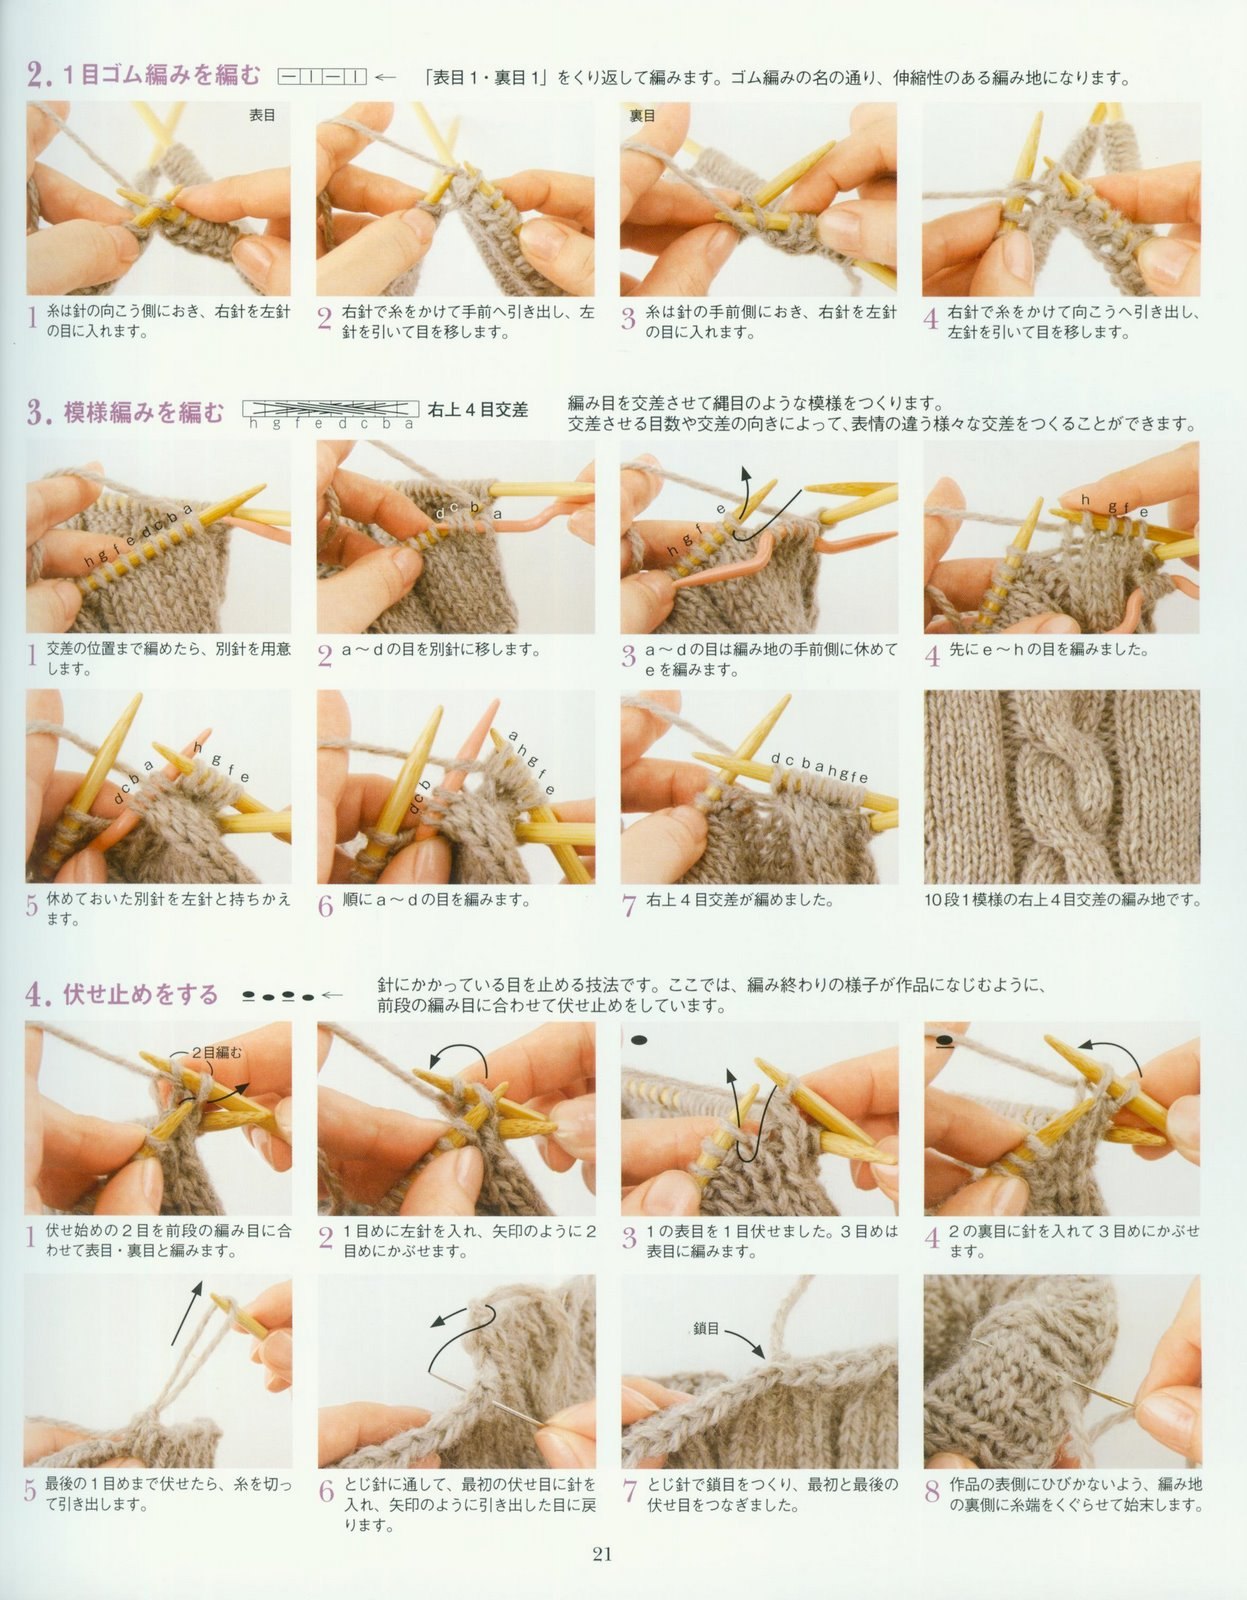 2. 1目ゴム編みを編む
「表目1・裏目1」をくり返して編みます。ゴム編みの名の通り、伸縮性のある編み地になります。
表目
裏目
1 糸は針の向こう側におき、右針を左針
の目に入れます。
2 右針で糸をかけて手前へ引き出し、左
針を引いて目を移します。
3 糸は針の手前側におき、右針を左針
の目に入れます。
4 右針で糸をかけて向こうへ引き出し、
左針を引いて目を移します。
3. 模様編みを編む
h g f e d c b a
右上4目交差
編み目を交差させて縄目のような模様をつくります。
交差させる目数や交差の向きによって、表情の違う様々な交差をつくることができます。
h g f e d c b a
d c b a
h g f e
h g f e
1 交差の位置まで編めたら、別針を用意
します。
2 a〜dの目を別針に移します。
3 a〜dの目は編み地の手前側に休めて
eを編みます。
4 先にe〜hの目を編みました。
d c b a h g f e
d c b a h g f e
d c b a h g f e
5 休めておいた別針を左針と持ちかえ
ます。
6 順にa〜dの目を編みます。
7 右上4目交差が編めました。
10段1模様の右上4目交差の編み地です。
4. 伏せ止めをする
針にかかっている目を止める技法です。ここでは、編み終わりの様子が作品になじむように、
前段の編み目に合わせて伏せ止めをしています。
2目編む
1 伏せ始めの2目を前段の編み目に合
わせて表目・裏目と編みます。
2 1目めに左針を入れ、矢印のように2
目めにかぶせます。
3 1の表目を1目伏せました。3目めは
表目に編みます。
4 2の裏目に針を入れて3目めにかぶせ
ます。
鎖目
5 最後の1目めまで伏せたら、糸を切っ
て引き出します。
6 とじ針に通して、最初の伏せ目に針を
入れ、矢印のように引き出した目に戻
ります。
7 とじ針で鎖目をつくり、最初と最後の
伏せ目をつなぎました。
8 作品の表側にひびかないよう、編み地
の裏側に糸端をくぐらせて始末します。
21